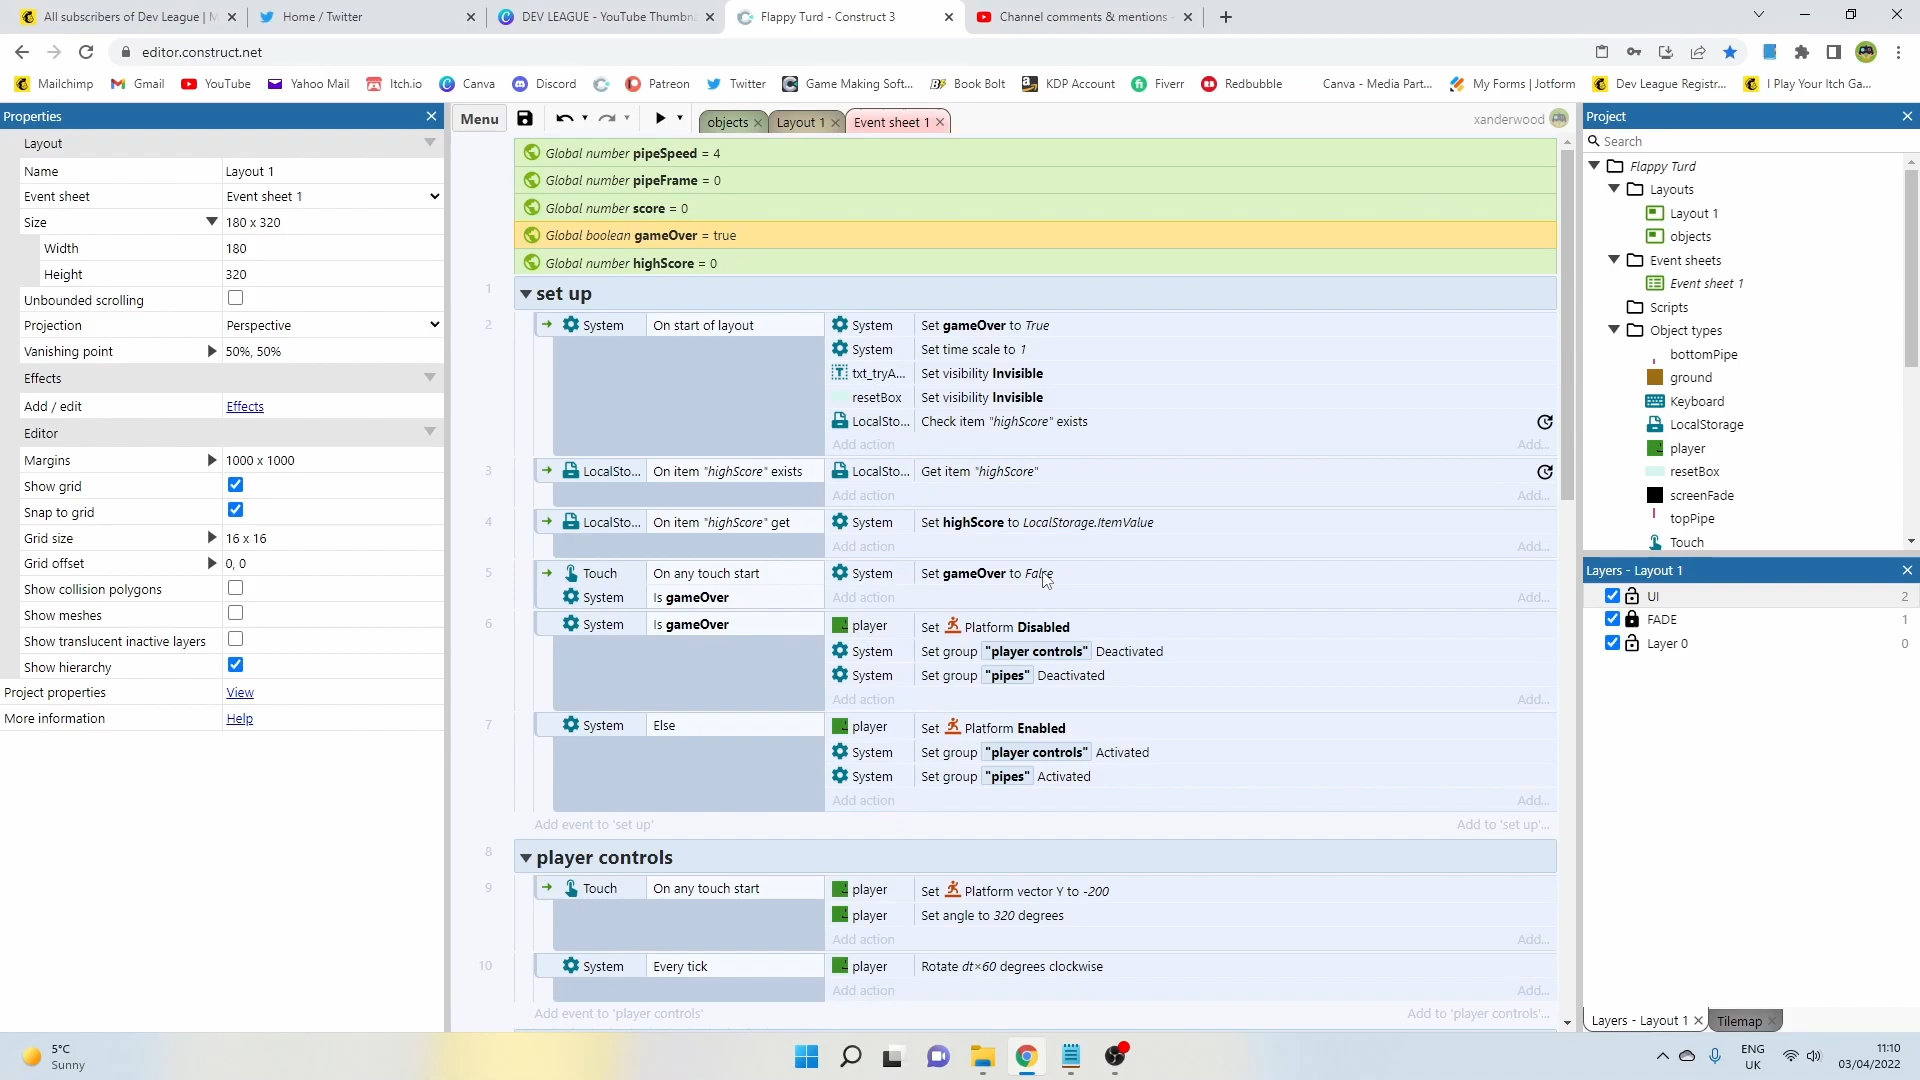 All subscribers of Dev League | M
Home / Twitter
DEV LEAGUE - YouTube Thumbn
Flappy Turd - Construct 3
Channel comments & mentions -
editor.construct.net
Mailchimp
Gmail
YouTube
Yahoo Mail
Itch.io
Canva
Discord
Patreon
Twitter
Game Making Soft...
Book Bolt
KDP Account
Fiverr
Redbubble
Canva - Media Part...
My Forms | Jotform
Dev League Registr...
I Play Your Itch Ga...
Properties
Layout
Name Layout 1
Event sheet Event sheet 1
Size 180 x 320
Width 180
Height 320
Unbounded scrolling
Projection Perspective
Vanishing point 50%, 50%
Effects
Add / edit Effects
Editor
Margins 1000 x 1000
Show grid
Snap to grid
Grid size 16 x 16
Grid offset 0, 0
Show collision polygons
Show meshes
Show translucent inactive layers
Show hierarchy
Project properties View
More information Help
Menu
objects
Layout 1
Event sheet 1
xanderwood
Global number pipeSpeed = 4
Global number pipeFrame = 0
Global number score = 0
Global boolean gameOver = true
Global number highScore = 0
1 set up
2 System On start of layout System Set gameOver to True
System Set time scale to 1
txt_tryA... Set visibility Invisible
resetBox Set visibility Invisible
LocalSto... Check item "highScore" exists
Add action Add...
3 LocalSto... On item "highScore" exists LocalSto... Get item "highScore"
Add action Add...
4 LocalSto... On item "highScore" get System Set highScore to LocalStorage.ItemValue
Add action Add...
5 Touch On any touch start System Set gameOver to False
System Is gameOver Add action Add...
6 System Is gameOver player Set Platform Disabled
System Set group "player controls" Deactivated
System Set group "pipes" Deactivated
Add action Add...
7 System Else player Set Platform Enabled
System Set group "player controls" Activated
System Set group "pipes" Activated
Add action Add...
Add event to 'set up' Add to 'set up'...
8 player controls
9 Touch On any touch start player Set Platform vector Y to -200
player Set angle to 320 degrees
Add action Add...
10 System Every tick player Rotate dt×60 degrees clockwise
Add action Add...
Add event to 'player controls' Add to 'player controls'...
Project
Search
Flappy Turd
Layouts
Layout 1
objects
Event sheets
Event sheet 1
Scripts
Object types
bottomPipe
ground
Keyboard
LocalStorage
player
resetBox
screenFade
topPipe
Touch
Layers - Layout 1
UI 2
FADE 1
Layer 0 0
Layers - Layout 1
Tilemap
5°C
Sunny
ENG
UK
11:10
03/04/2022